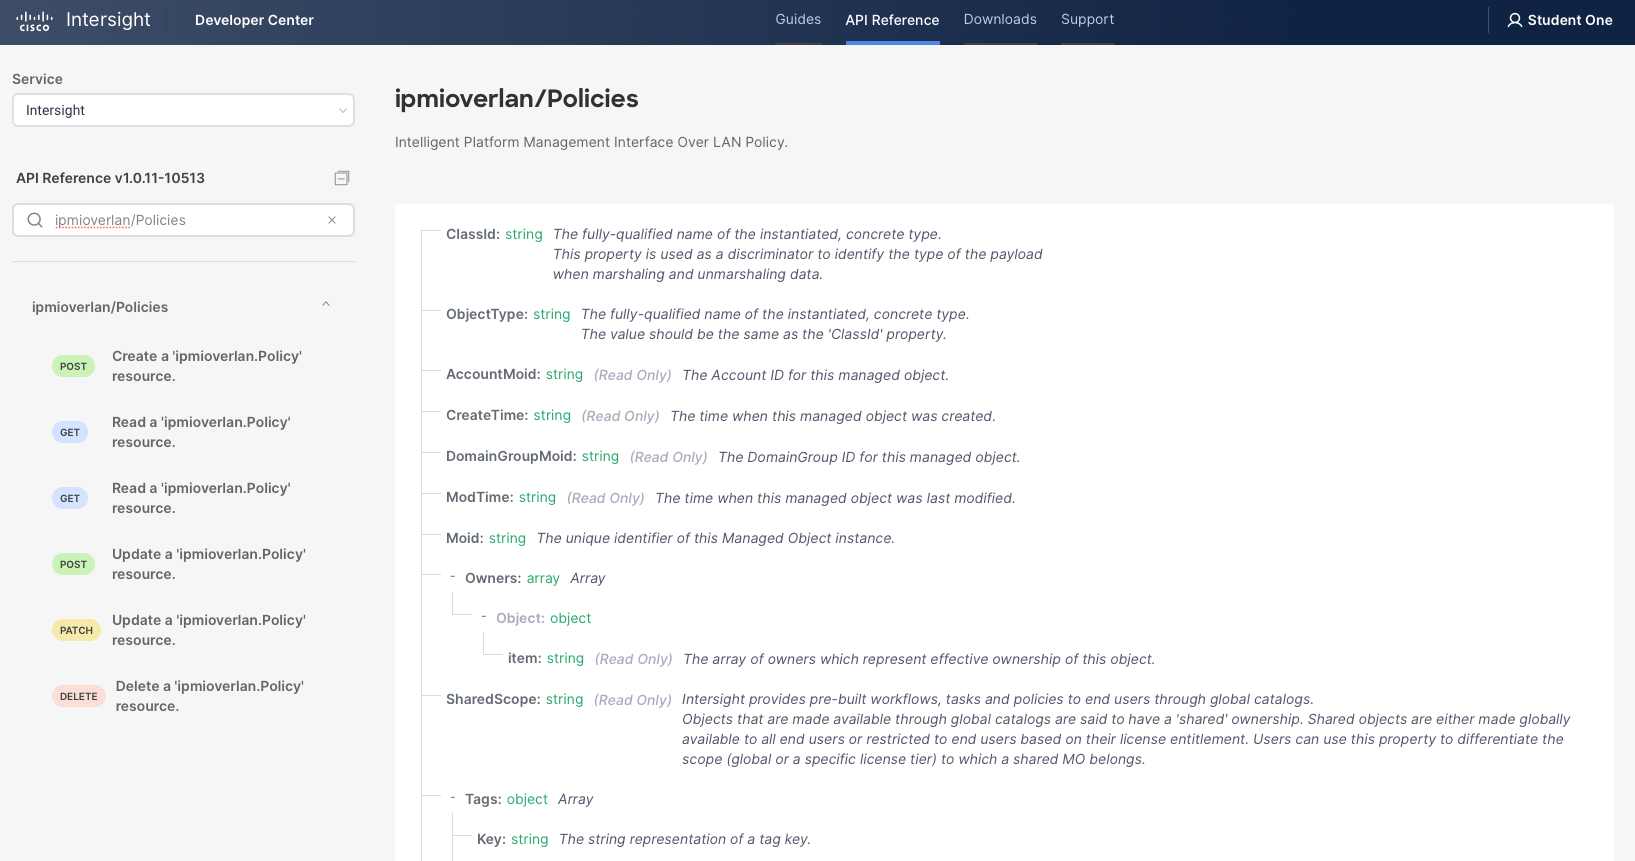 CISCO Intersight Developer Center Guides API Reference Downloads Support Student One
Service
Intersight
API Reference v1.0.11-10513
ipmioverlan/Policies
ipmioverlan/Policies
POST Create a 'ipmioverlan.Policy'
resource.
GET Read a 'ipmioverlan.Policy'
resource.
GET Read a 'ipmioverlan.Policy'
resource.
POST Update a 'ipmioverlan.Policy'
resource.
PATCH Update a 'ipmioverlan.Policy'
resource.
DELETE Delete a 'ipmioverlan.Policy'
resource.
ipmioverlan/Policies
Intelligent Platform Management Interface Over LAN Policy.
ClassId: string The fully-qualified name of the instantiated, concrete type.
This property is used as a discriminator to identify the type of the payload
when marshaling and unmarshaling data.
ObjectType: string The fully-qualified name of the instantiated, concrete type.
The value should be the same as the 'ClassId' property.
AccountMoid: string (Read Only) The Account ID for this managed object.
CreateTime: string (Read Only) The time when this managed object was created.
DomainGroupMoid: string (Read Only) The DomainGroup ID for this managed object.
ModTime: string (Read Only) The time when this managed object was last modified.
Moid: string The unique identifier of this Managed Object instance.
- Owners: array Array
- Object: object
item: string (Read Only) The array of owners which represent effective ownership of this object.
SharedScope: string (Read Only) Intersight provides pre-built workflows, tasks and policies to end users through global catalogs.
Objects that are made available through global catalogs are said to have a 'shared' ownership. Shared objects are either made globally
available to all end users or restricted to end users based on their license entitlement. Users can use this property to differentiate the
scope (global or a specific license tier) to which a shared MO belongs.
- Tags: object Array
Key: string The string representation of a tag key.